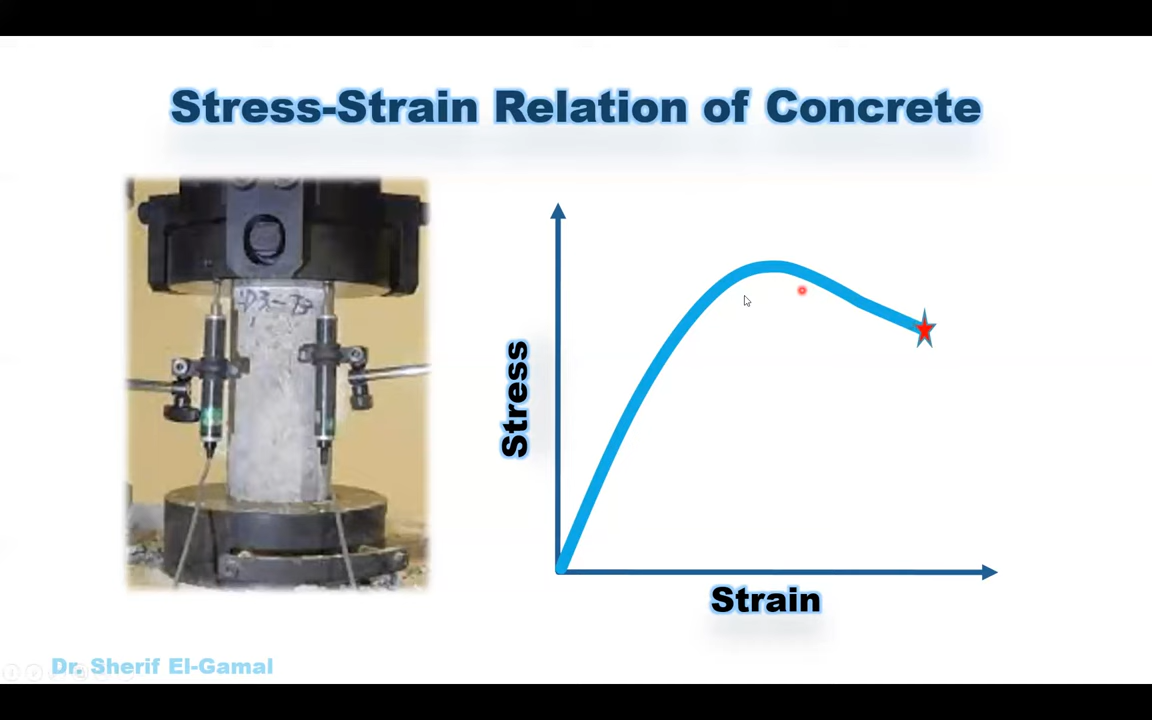 Stress-Strain Relation of Concrete
Stress
Strain
Dr. Sherif El-Gamal